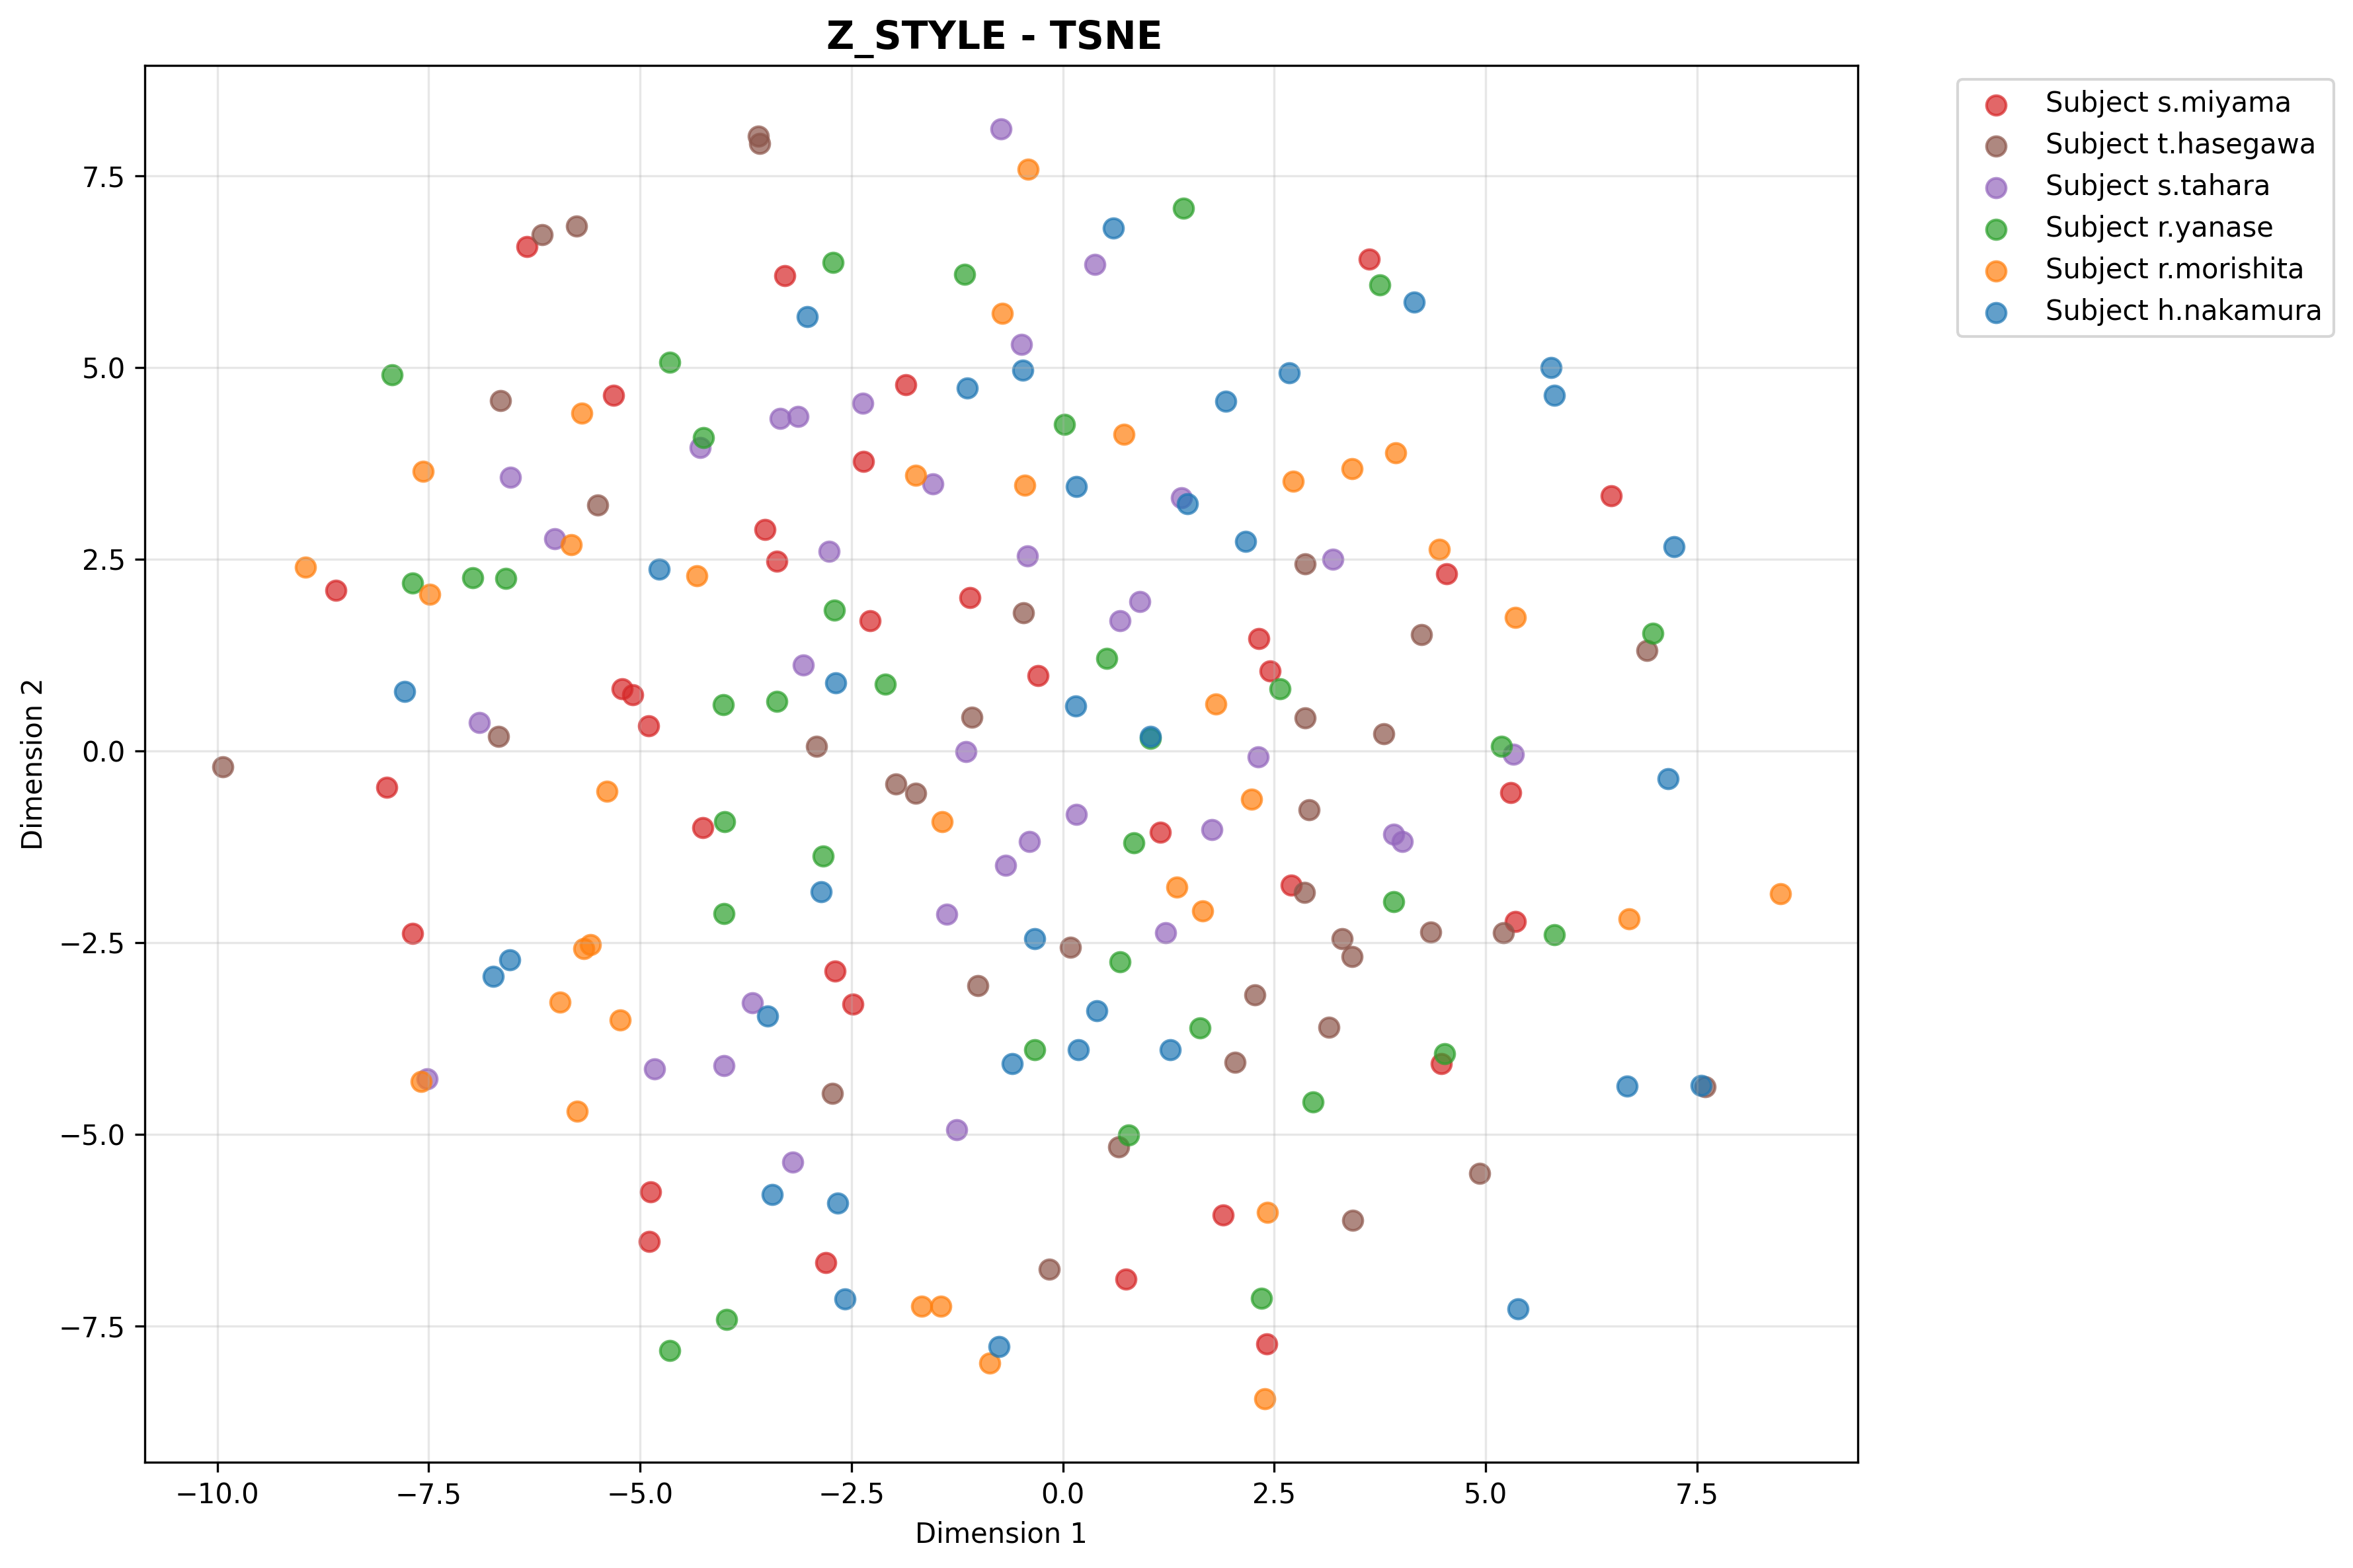 Z_STYLE - TSNE
Subject s.miyama
Subject t.hasegawa
Subject s.tahara
Subject r.yanase
Subject r.morishita
Subject h.nakamura
7.5
5.0
2.5
0.0
−2.5
−5.0
−7.5
Dimension 2
−10.0
−7.5
−5.0
−2.5
0.0
2.5
5.0
7.5
Dimension 1